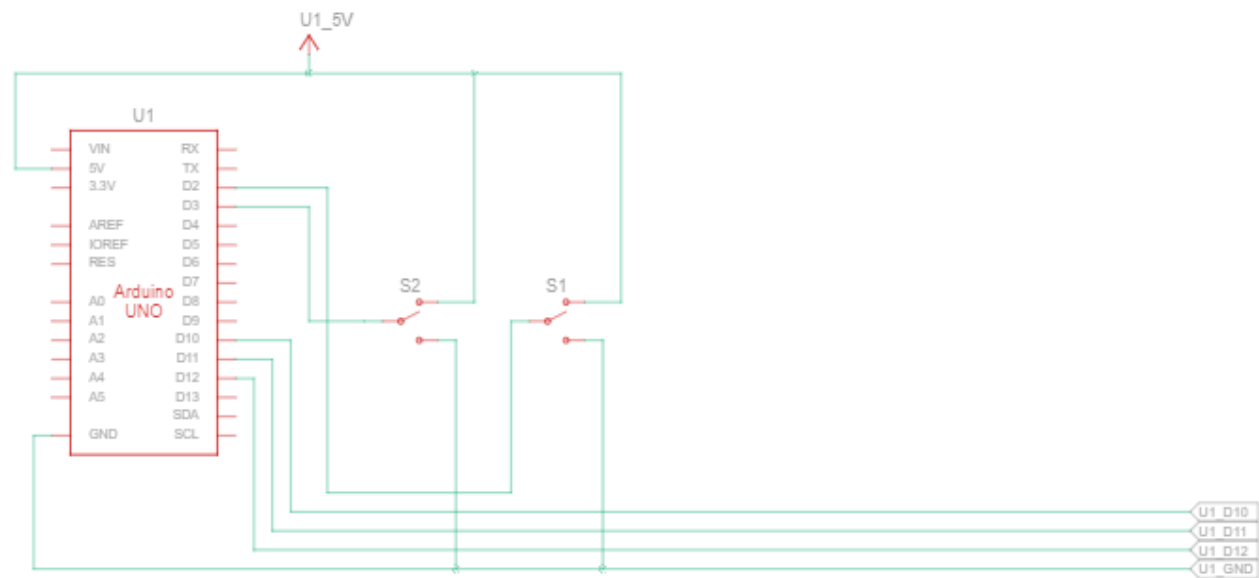 U1_5V
U1
VIN RX
5V TX
3.3V D2
D3
AREF D4
IOREF D5
RES D6
D7
A0 D8
A1 D9
A2 D10
A3 D11
A4 D12
A5 D13
SDA
GND SCL
Arduino
UNO
S2 S1
U1_D10
U1_D11
U1_D12
U1_GND